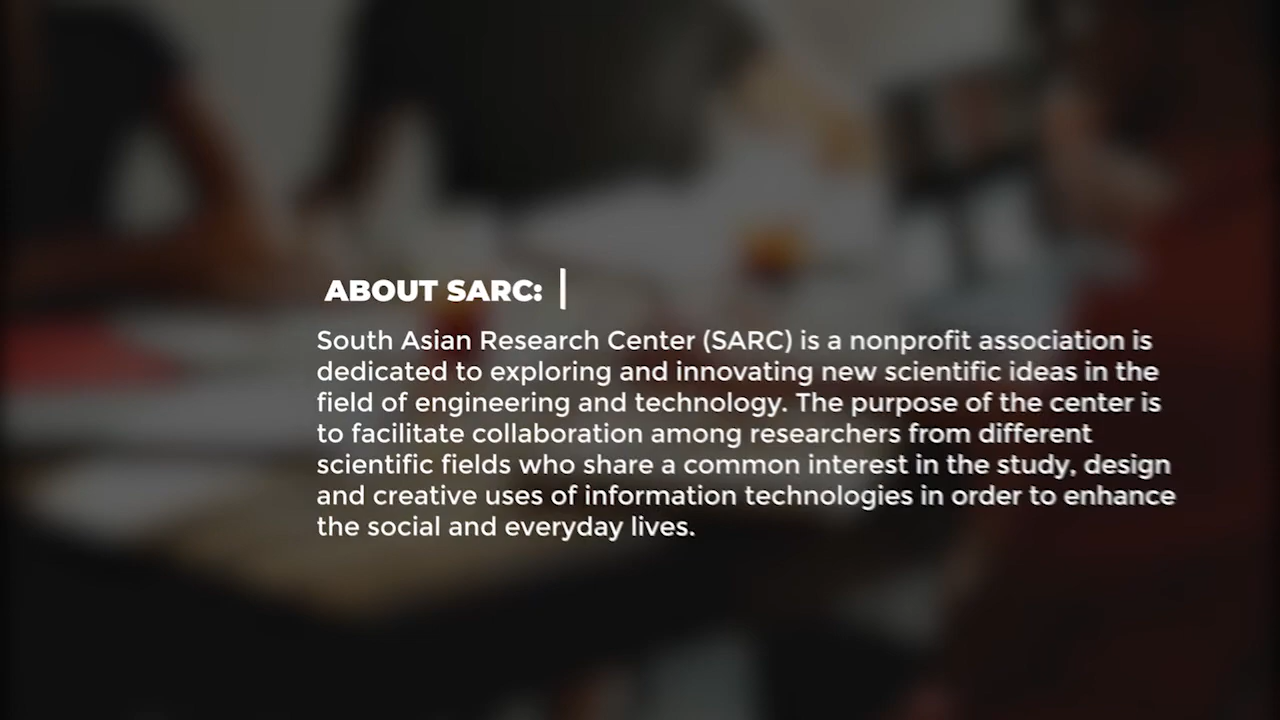 ABOUT SARC:
South Asian Research Center (SARC) is a nonprofit association is
dedicated to exploring and innovating new scientific ideas in the
field of engineering and technology. The purpose of the center is
to facilitate collaboration among researchers from different
scientific fields who share a common interest in the study, design
and creative uses of information technologies in order to enhance
the social and everyday lives.